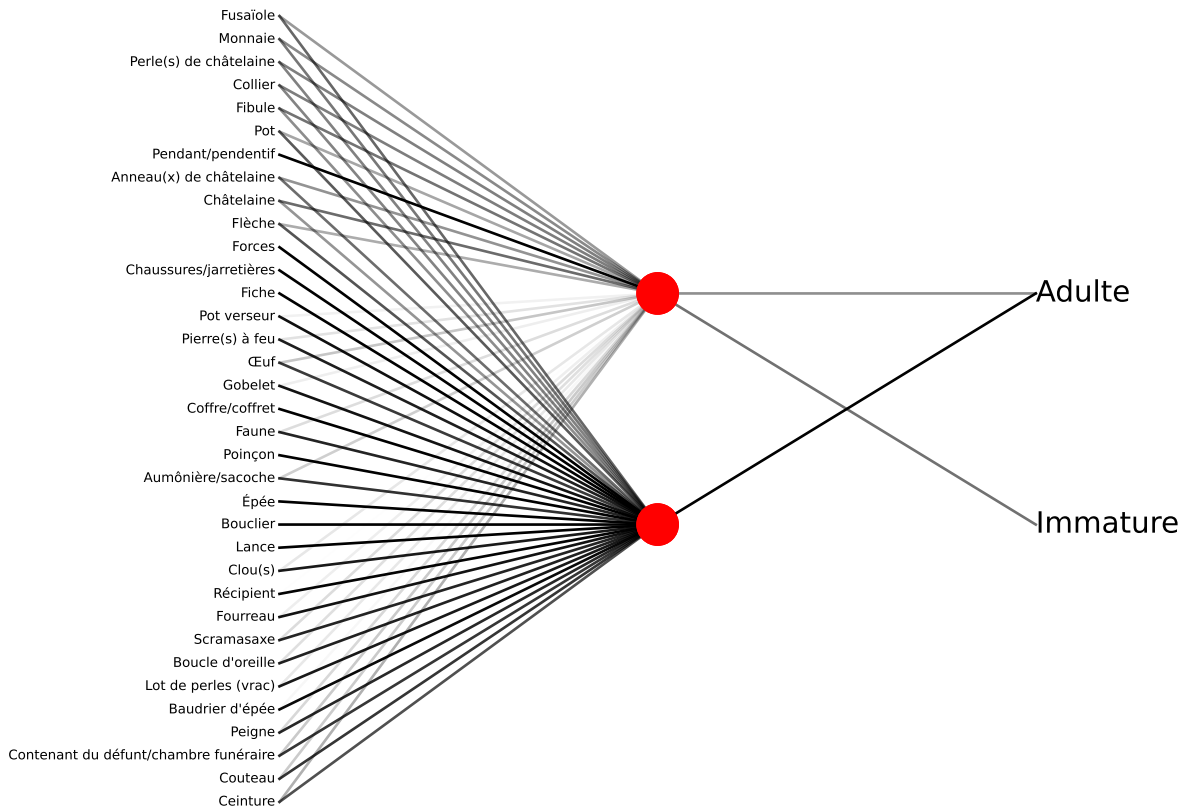 Fusaïole
Monnaie
Perle(s) de châtelaine
Collier
Fibule
Pot
Pendant/pendentif
Anneau(x) de châtelaine
Châtelaine
Flèche
Forces
Chaussures/jarretières
Fiche
Pot verseur
Pierre(s) à feu
Œuf
Gobelet
Coffre/coffret
Faune
Poinçon
Aumônière/sacoche
Épée
Bouclier
Lance
Clou(s)
Récipient
Fourreau
Scramasaxe
Boucle d'oreille
Lot de perles (vrac)
Baudrier d'épée
Peigne
Contenant du défunt/chambre funéraire
Couteau
Ceinture
Adulte
Immature